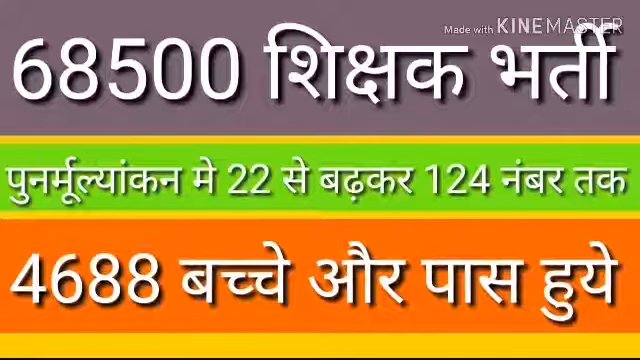 Made with KINEMASTER
68500 शिक्षक भर्ती
पुनर्मूल्यांकन मे 22 से बढ़कर 124 नंबर तक
4688 बच्चे और पास हुये